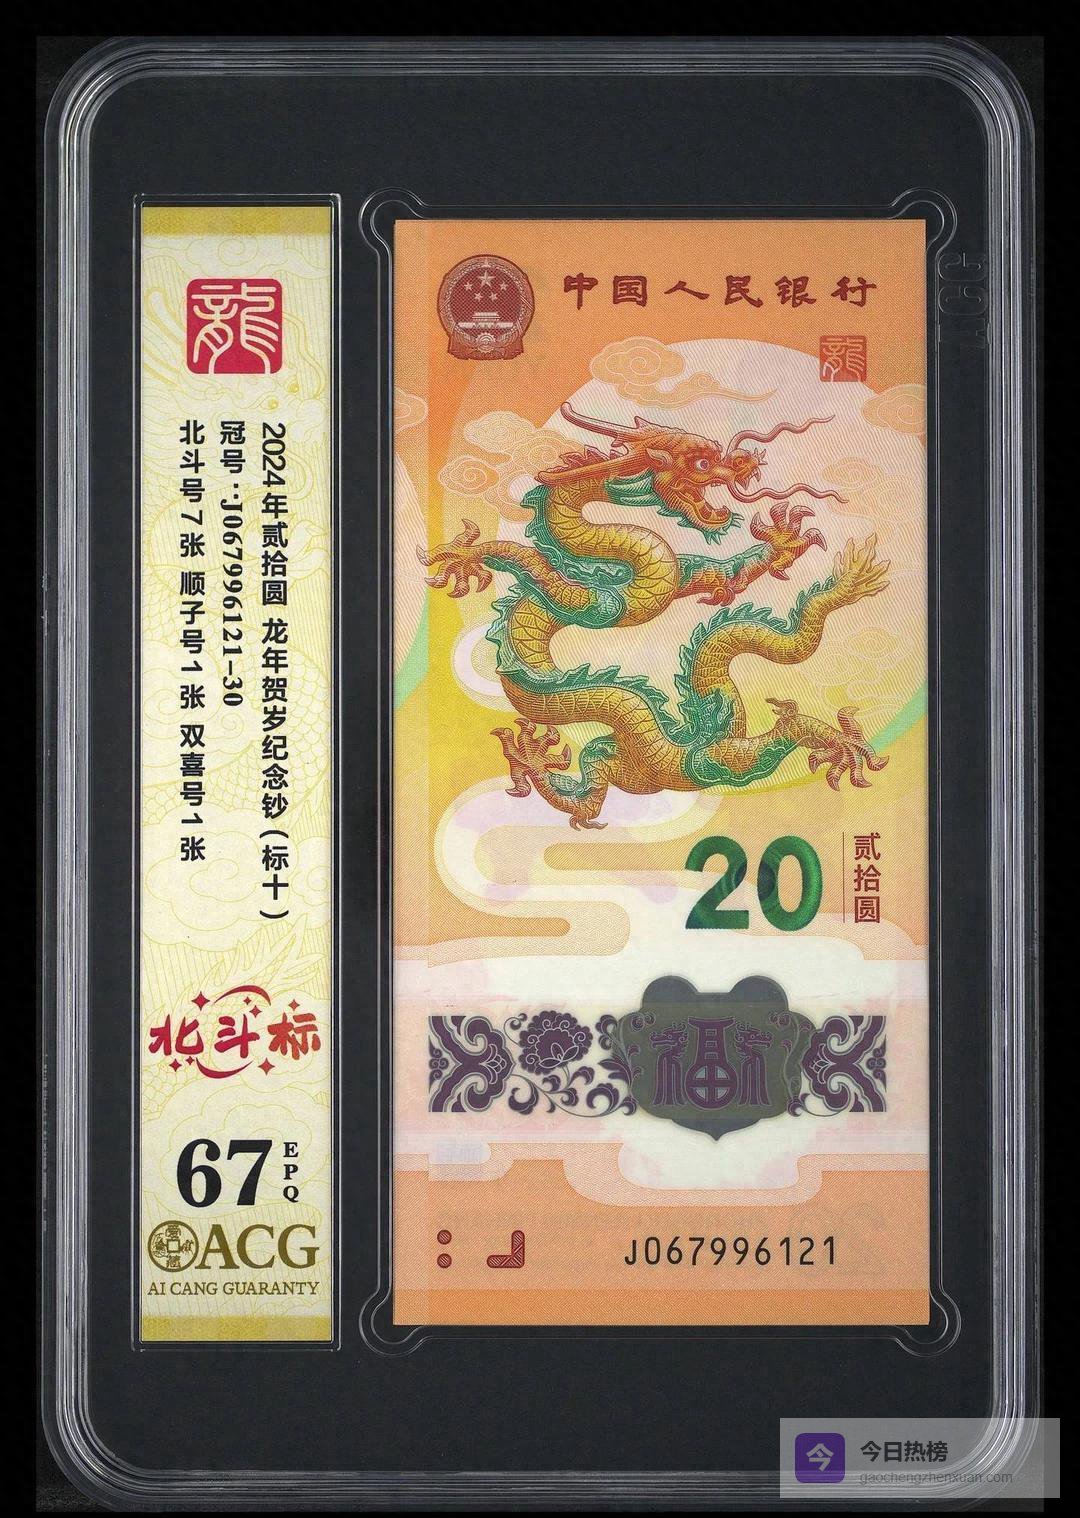 龍
2024年贰拾圆 龙年贺岁纪念钞(标十)
冠号:J067996121-30
北斗号7张 顺子号1张 双喜号1张
北斗标
67
EPQ
ACG
AI CANG GUARANTY
中国人民银行
龍
20
贰拾圆
福
J067996121
今
今日热榜
gaochengzhenxuan.com